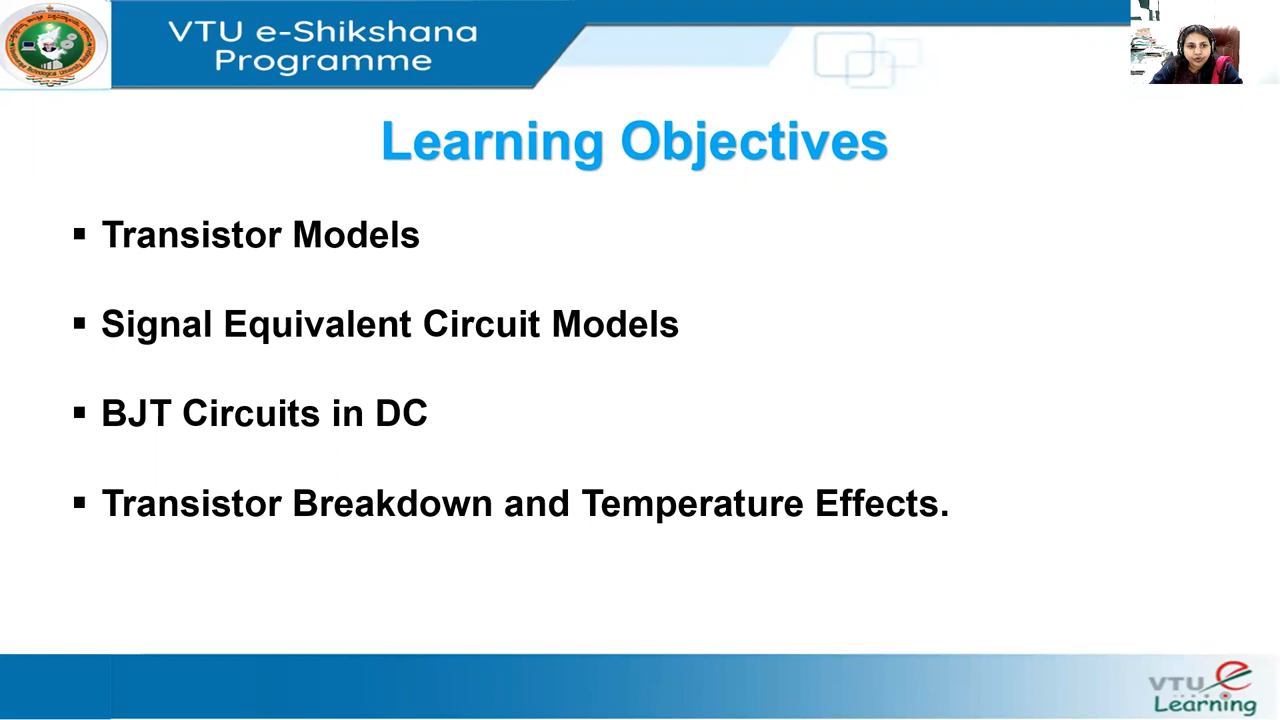 VTU e-Shikshana
Programme
Learning Objectives
▪ Transistor Models
▪ Signal Equivalent Circuit Models
▪ BJT Circuits in DC
▪ Transistor Breakdown and Temperature Effects.
VTU e
Learning